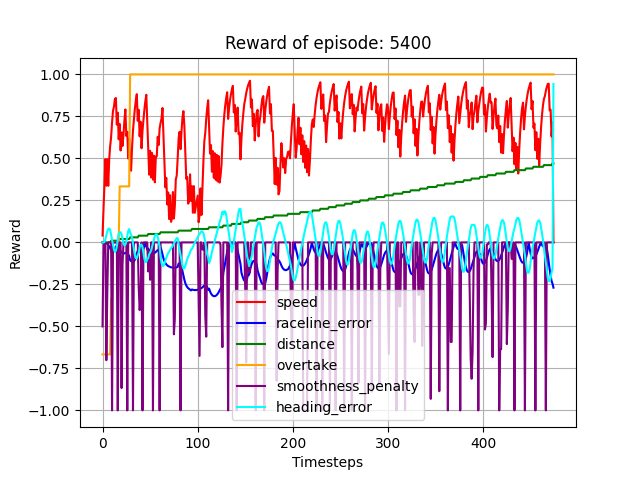 Reward of episode: 5400
1.00
0.75
0.50
0.25
0.00
−0.25
−0.50
−0.75
−1.00
Reward
speed
raceline_error
distance
overtake
smoothness_penalty
heading_error
0 100 200 300 400
Timesteps